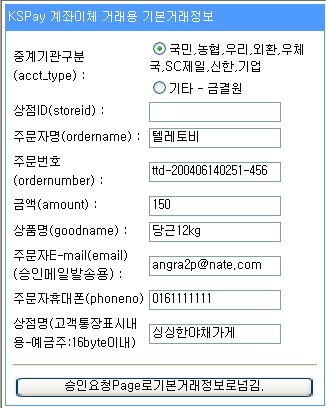 KSPay 계좌이체 거래용 기본거래정보
중계기관구분
(acct_type) :
국민,농협,우리,외환,우체
국,SC제일,신한,기업
기타 - 금결원
상점ID(storeid) :
주문자명(ordername) :
텔레토비
주문번호
(ordernumber) :
ttd-200406140251-456
금액(amount) :
150
상품명(goodname) :
당근12kg
주문자E-mail(email)
(승인메일발송용) :
angra2p@nate.com
주문자휴대폰(phoneno)
0161111111
상점명(고객통장표시내
용-예금주:16byte이내)
싱싱한야채가게
승인요청Page로기본거래정보로넘김.